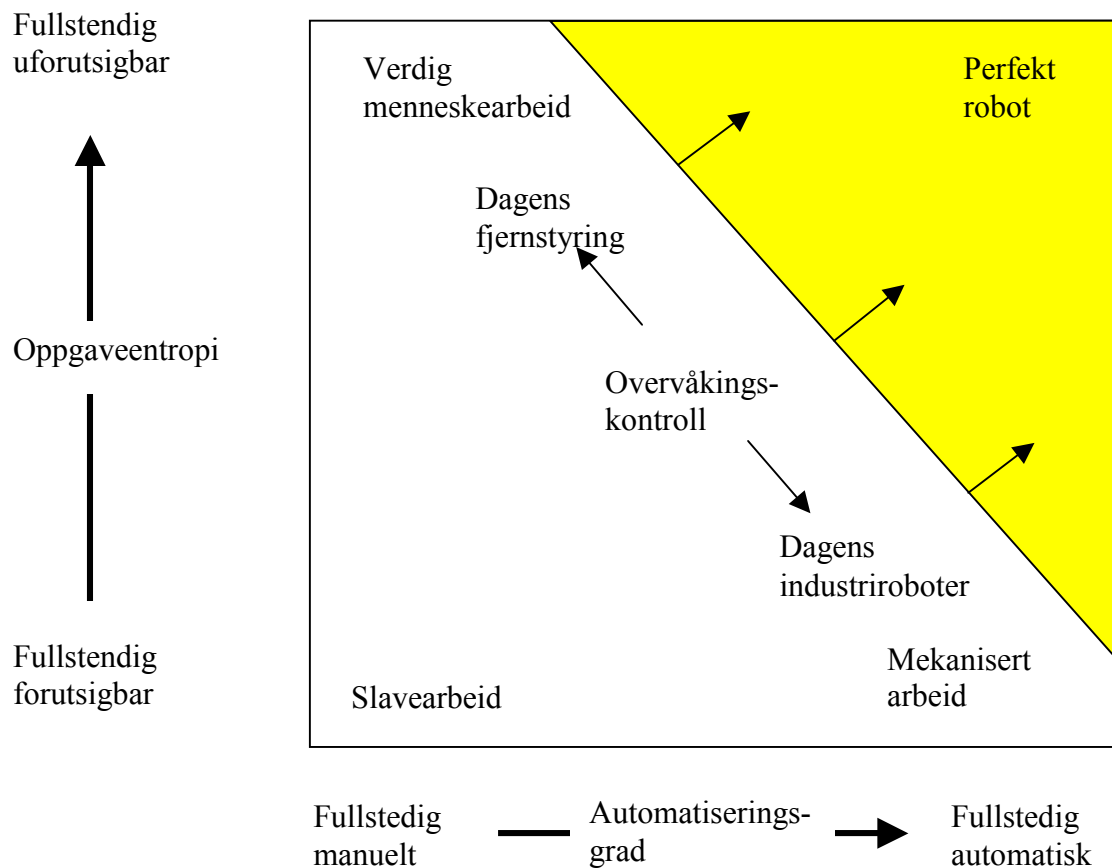 Fullstendig
uforutsigbar
Verdig
menneskearbeid
Perfekt
robot
Dagens
fjernstyring
Oppgaveentropi
Overvåkings-
kontroll
Dagens
industriroboter
Fullstendig
forutsigbar
Mekanisert
arbeid
Slavearbeid
Fullstedig
manuelt
Automatiserings-
grad
Fullstedig
automatisk